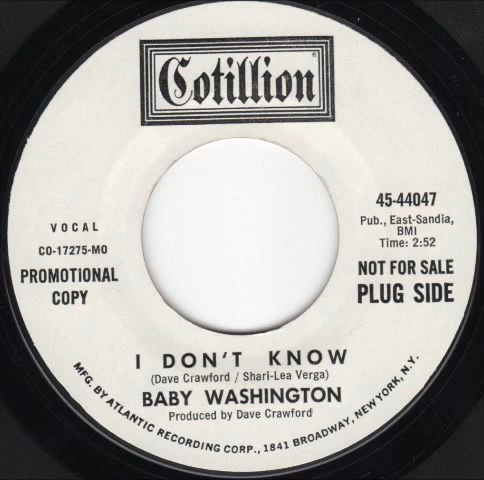 Cotillion
VOCAL
CO-17275-MO
PROMOTIONAL
COPY
45-44047
Pub., East-Sandia,
BMI
Time: 2:52
NOT FOR SALE
PLUG SIDE
I DON'T KNOW
(Dave Crawford / Shari-Lea Verga)
BABY WASHINGTON
Produced by Dave Crawford
MFG. BY ATLANTIC RECORDING CORP., 1841 BROADWAY, NEW YORK, N.Y.